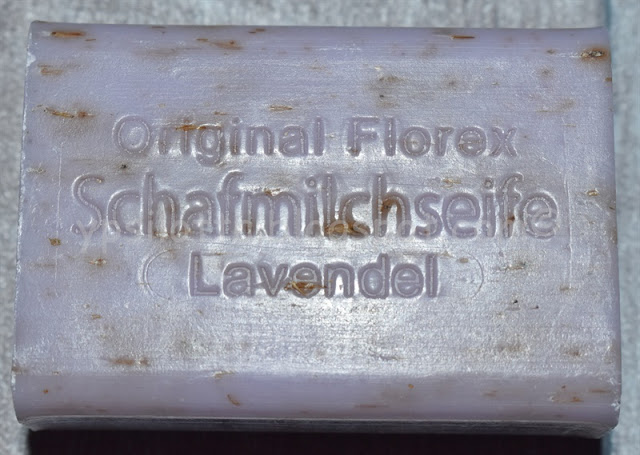 Original Florex
Schafmilchseife
Lavendel